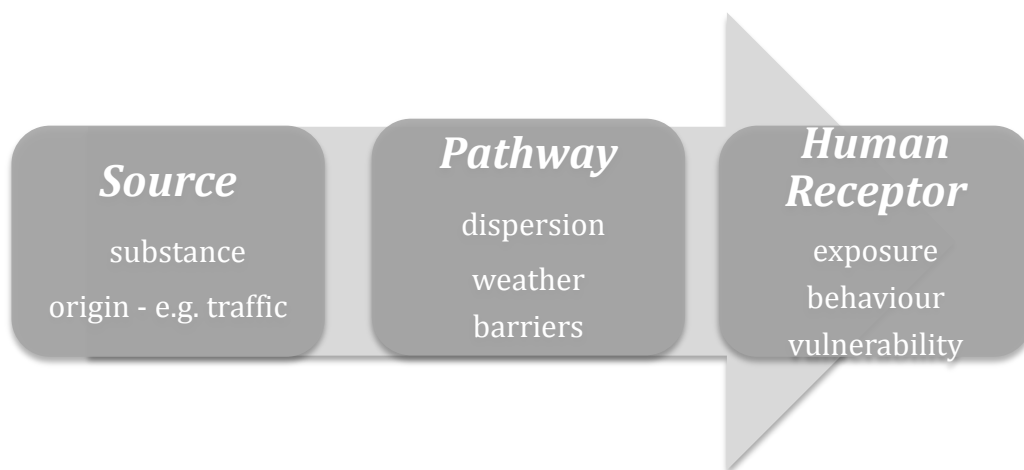 Source
substance
origin - e.g. traffic
Pathway
dispersion
weather
barriers
Human
Receptor
exposure
behaviour
vulnerability